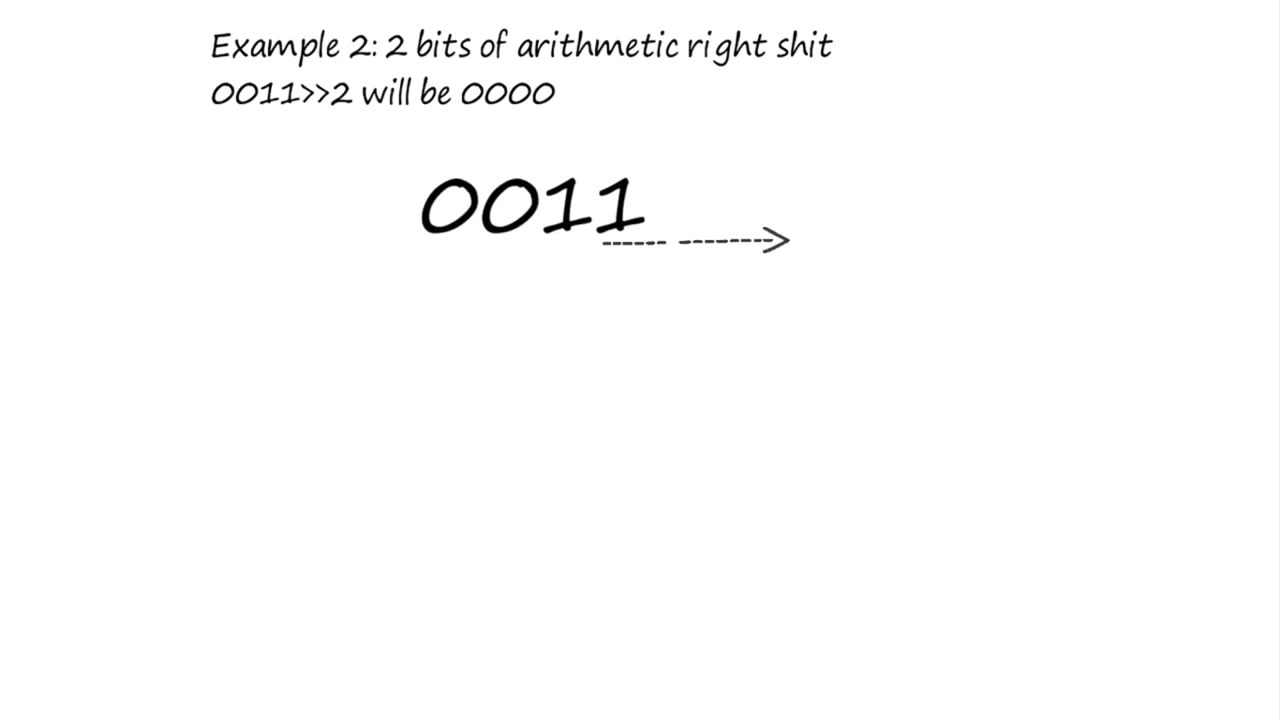 Example 2: 2 bits of arithmetic right shit
0011>>2 will be 0000
0011